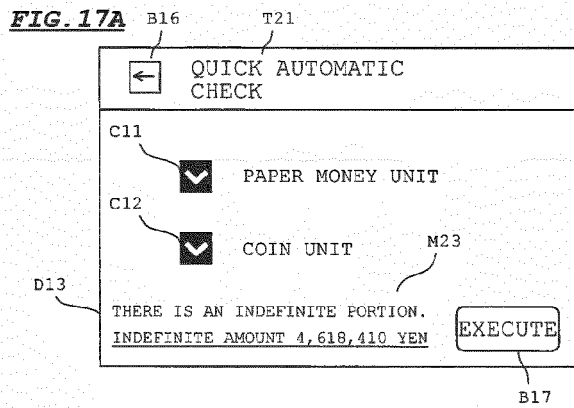 FIG. 17A
B16
T21
QUICK AUTOMATIC
CHECK
C11
PAPER MONEY UNIT
C12
COIN UNIT
M23
D13
THERE IS AN INDEFINITE PORTION.
INDEFINITE AMOUNT 4,618,410 YEN
EXECUTE
B17